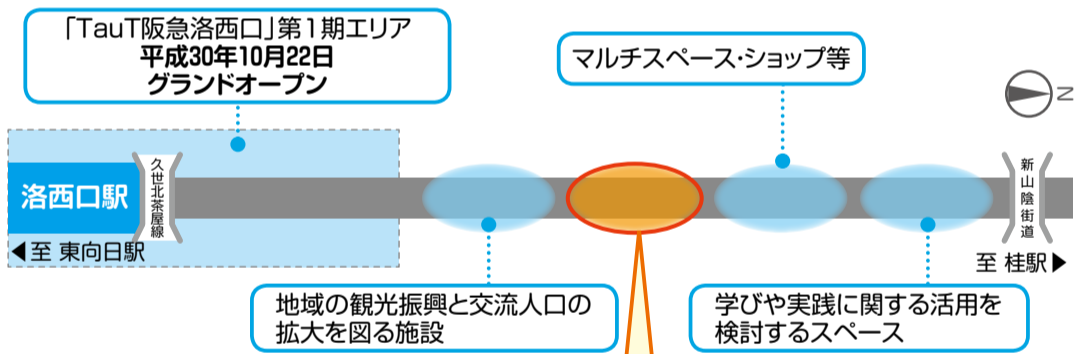 「TauT阪急洛西口」第1期エリア
平成30年10月22日
グランドオープン
マルチスペース・ショップ等
N
洛西口駅
久世北茶屋線
新山陰街道
◀至 東向日駅
至 桂駅▶
地域の観光振興と交流人口の
拡大を図る施設
学びや実践に関する活用を
検討するスペース